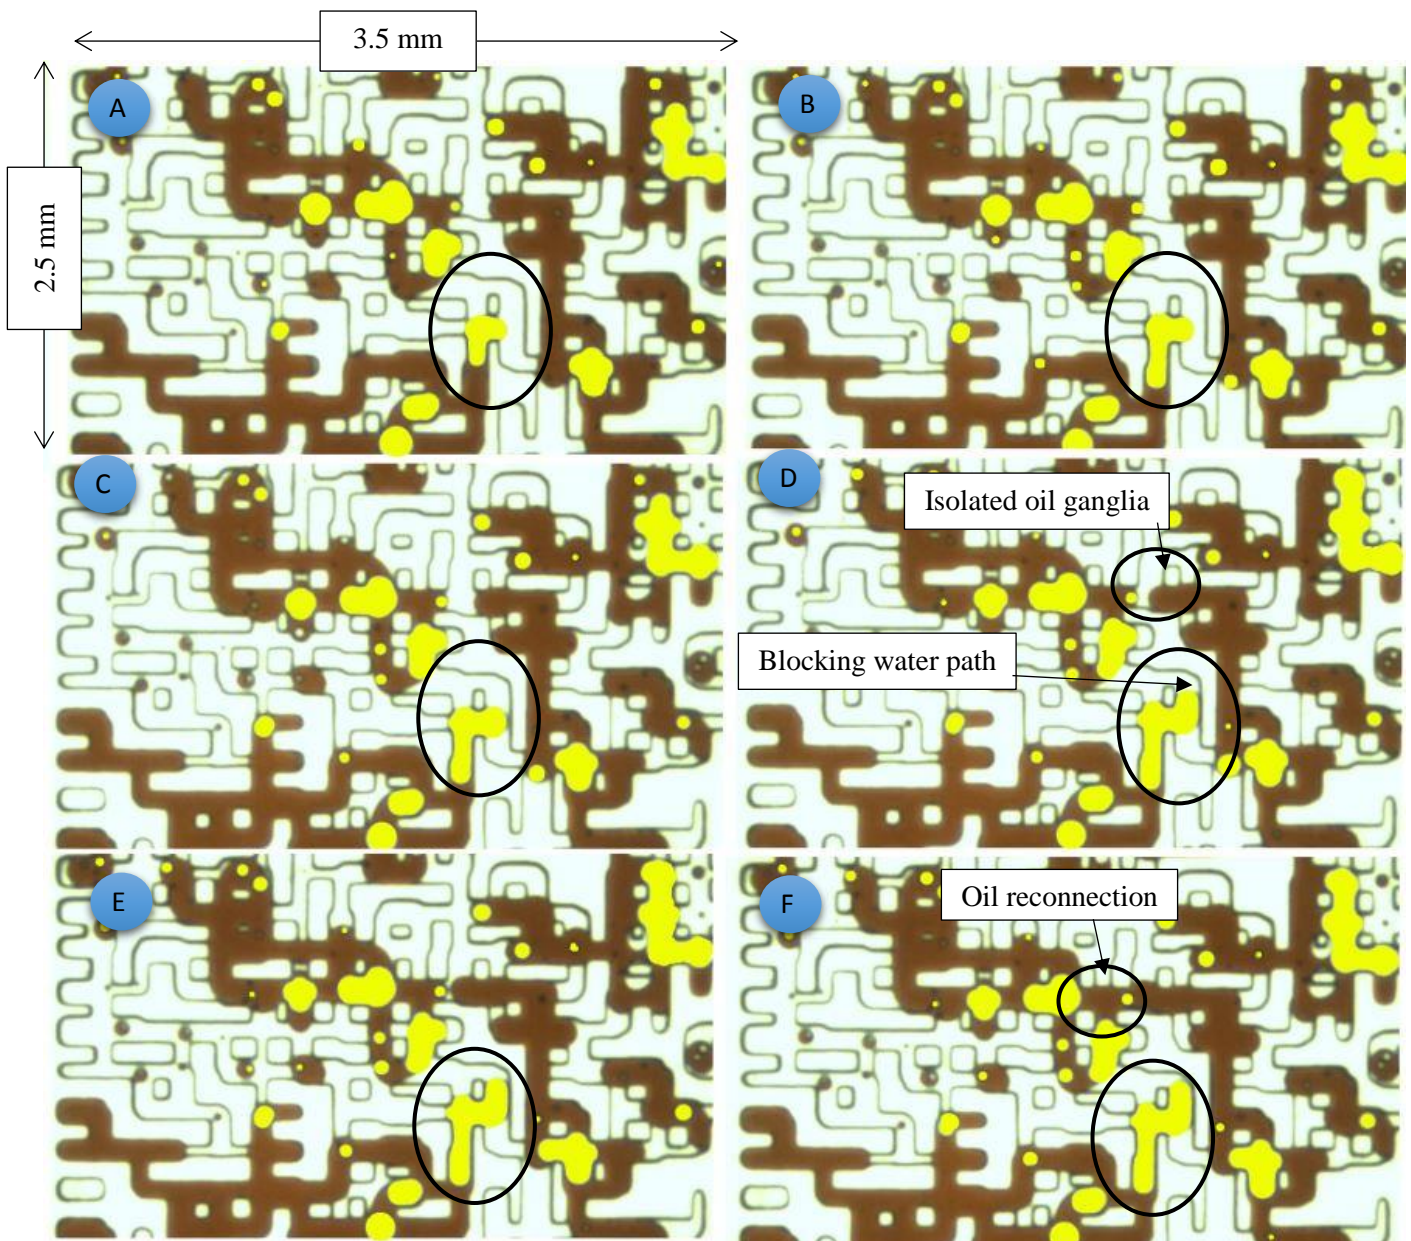 3.5 mm
2.5 mm
A
B
C
D
Isolated oil ganglia
Blocking water path
E
F
Oil reconnection